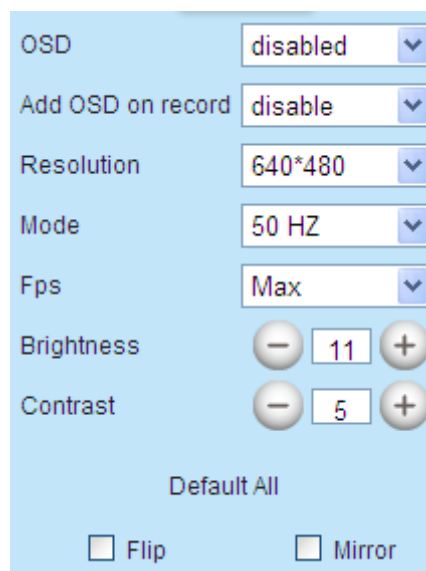 OSD disabled
Add OSD on record disable
Resolution 640*480
Mode 50 HZ
Fps Max
Brightness − 11 +
Contrast − 5 +
Default All
Flip Mirror